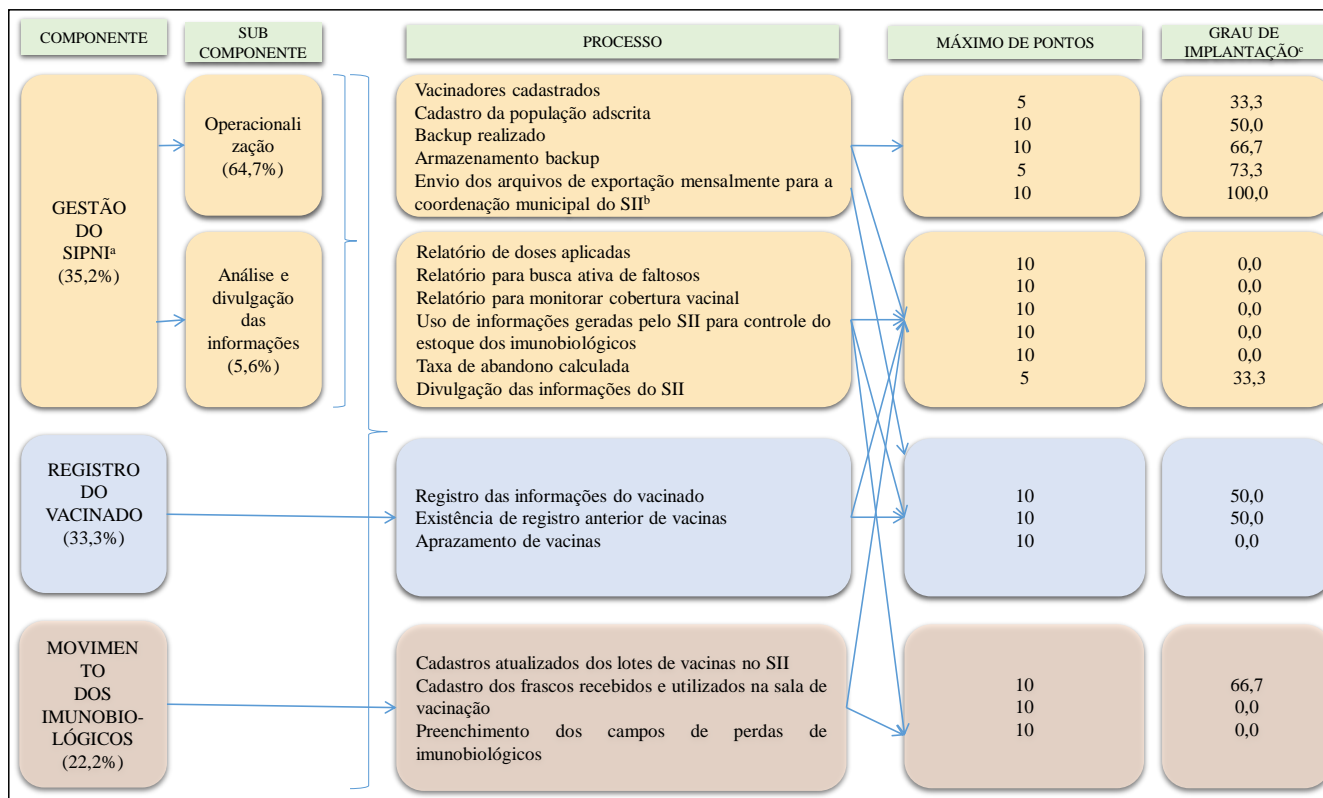 COMPONENTE
SUB
COMPONENTE
PROCESSO
MÁXIMO DE PONTOS
GRAU DE
IMPLANTAÇÃOᶜ
GESTÃO
DO
SIPNIᵃ
(35,2%)
Operacionali
zação
(64,7%)
Vacinadores cadastrados
Cadastro da população adscrita
Backup realizado
Armazenamento backup
Envio dos arquivos de exportação mensalmente para a
coordenação municipal do SIIᵇ
5
10
10
5
10
33,3
50,0
66,7
73,3
100,0
Análise e
divulgação
das
informações
(5,6%)
Relatório de doses aplicadas
Relatório para busca ativa de faltosos
Relatório para monitorar cobertura vacinal
Uso de informações geradas pelo SII para controle do
estoque dos imunobiológicos
Taxa de abandono calculada
Divulgação das informações do SII
10
10
10
10
10
5
0,0
0,0
0,0
0,0
0,0
33,3
REGISTRO
DO
VACINADO
(33,3%)
Registro das informações do vacinado
Existência de registro anterior de vacinas
Aprazamento de vacinas
10
10
10
50,0
50,0
0,0
MOVIMEN
TO
DOS
IMUNOBIO-
LÓGICOS
(22,2%)
Cadastros atualizados dos lotes de vacinas no SII
Cadastro dos frascos recebidos e utilizados na sala de
vacinação
Preenchimento dos campos de perdas de
imunobiológicos
10
10
10
66,7
0,0
0,0